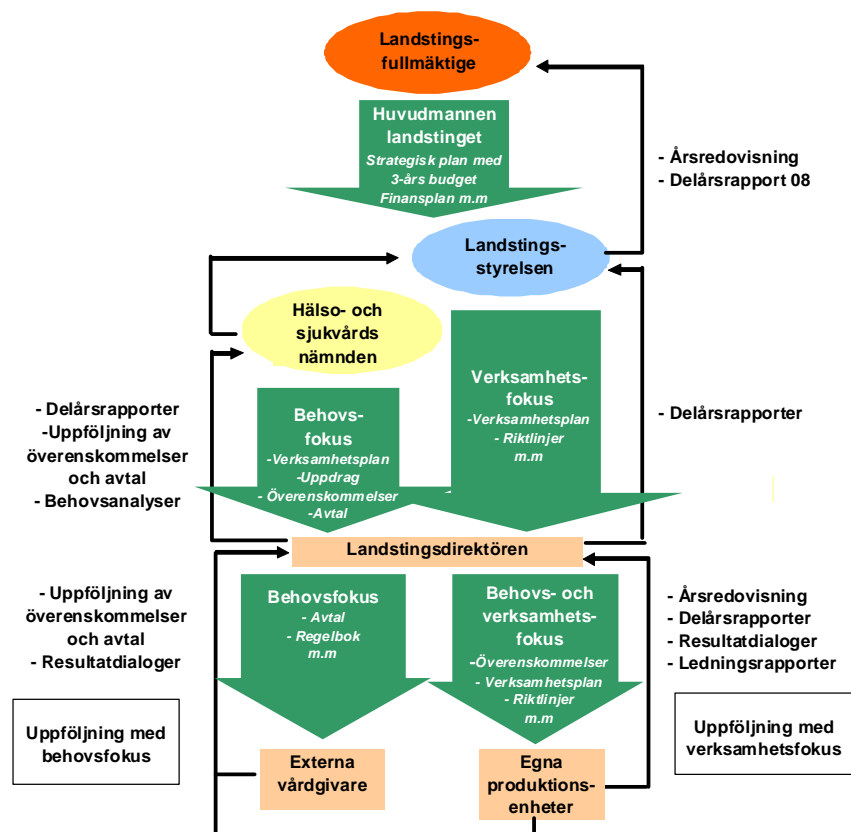 Landstings-
fullmäktige
Huvudmannen
landstinget
Strategisk plan med
3-års budget
Finansplan m.m
- Årsredovisning
- Delårsrapport 08
Landstings-
styrelsen
Hälso- och
sjukvårds
nämnden
Verksamhets-
fokus
-Verksamhetsplan
- Riktlinjer
m.m
Behovs-
fokus
-Verksamhetsplan
-Uppdrag
- Överenskommelser
-Avtal
- Delårsrapporter
-Uppföljning av
överenskommelser
och avtal
- Behovsanalyser
- Delårsrapporter
Landstingsdirektören
Behovsfokus
- Avtal
- Regelbok
m.m
Behovs- och
verksamhets-
fokus
-Överenskommelser
- Verksamhetsplan
- Riktlinjer
m.m
- Uppföljning av
överenskommelser
och avtal
- Resultatdialoger
- Årsredovisning
- Delårsrapporter
- Resultatdialoger
- Ledningsrapporter
Uppföljning med
behovsfokus
Uppföljning med
verksamhetsfokus
Externa
vårdgivare
Egna
produktions-
enheter